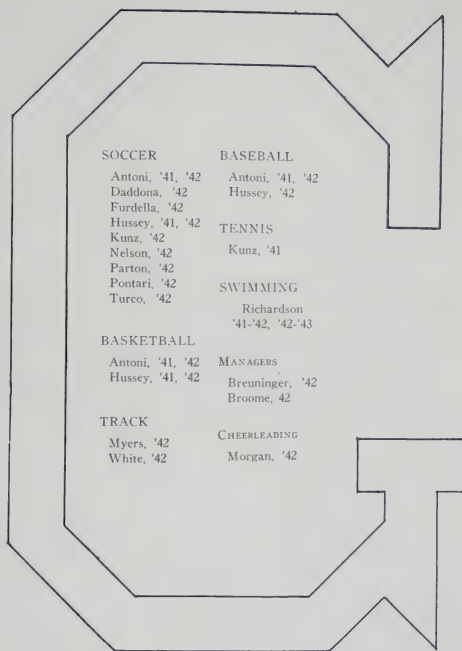 SOCCER
Antoni, '41, '42
Daddona, '42
Furdella, '42
Hussey, '41, '42
Kunz, '42
Nelson, '42
Parton, '42
Pontari, '42
Turco, '42
BASKETBALL
Antoni, '41, '42
Hussey, '41, '42
TRACK
Myers, '42
White, '42
BASEBALL
Antoni, '41, '42
Hussey, '42
TENNIS
Kunz, '41
SWIMMING
Richardson
'41-'42, '42-'43
MANAGERS
Breuninger, '42
Broome, 42
CHEERLEADING
Morgan, '42